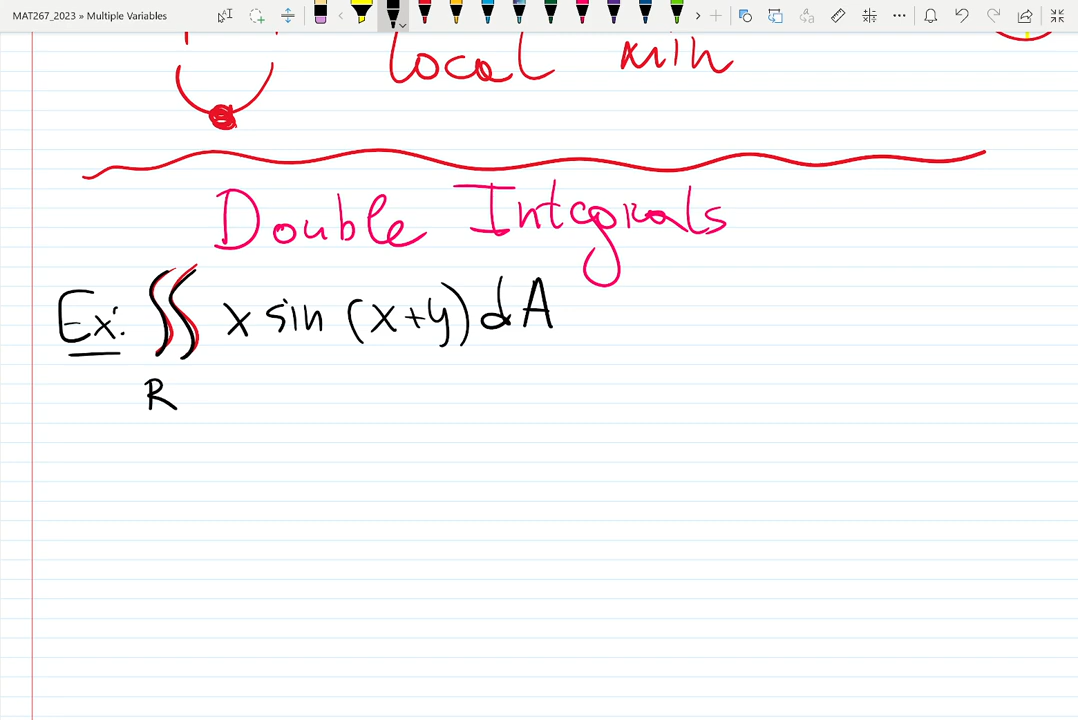 MAT267_2023 » Multiple Variables
local min
Double Integrals
Ex: ∬ x sin (x+y) dA
R